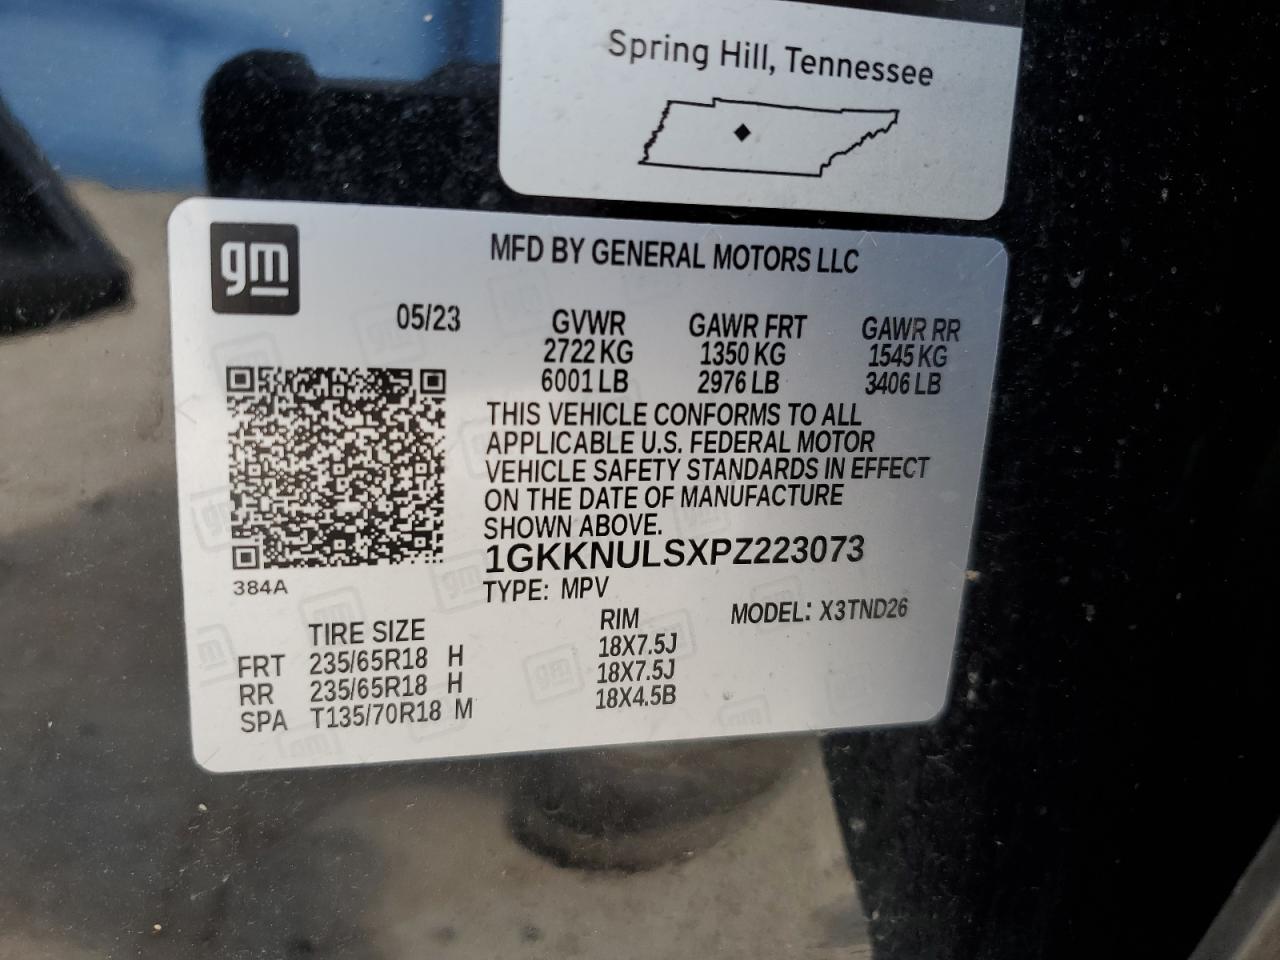 Spring Hill, Tennessee
gm
MFD BY GENERAL MOTORS LLC
05/23
GVWR GAWR FRT GAWR RR
2722 KG 1350 KG 1545 KG
6001 LB 2976 LB 3406 LB
THIS VEHICLE CONFORMS TO ALL
APPLICABLE U.S. FEDERAL MOTOR
VEHICLE SAFETY STANDARDS IN EFFECT
ON THE DATE OF MANUFACTURE
SHOWN ABOVE.
1GKKNULSXPZ223073
384A
TYPE: MPV
MODEL: X3TND26
TIRE SIZE RIM
FRT 235/65R18 H 18X7.5J
RR 235/65R18 H 18X7.5J
SPA T135/70R18 M 18X4.5B